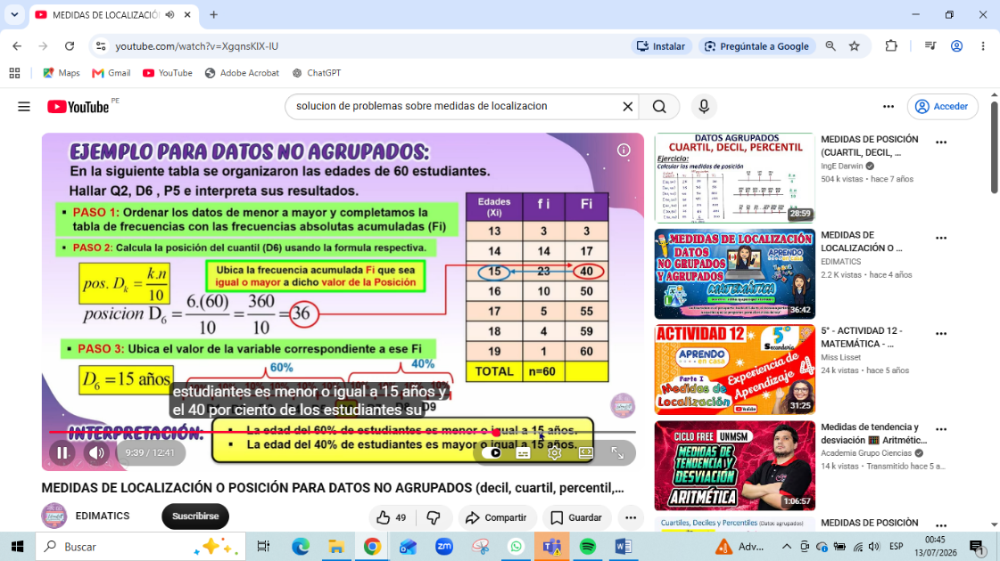 MEDIDAS DE LOCALIZACIÓN
youtube.com/watch?v=XgqnsKIX-IU
Instalar
Pregúntale a Google
Maps
Gmail
YouTube
Adobe Acrobat
ChatGPT
YouTube PE
solucion de problemas sobre medidas de localizacion
Acceder
EJEMPLO PARA DATOS NO AGRUPADOS:
En la siguiente tabla se organizaron las edades de 60 estudiantes.
Hallar Q2, D6 , P5 e interpreta sus resultados.
PASO 1: Ordenar los datos de menor a mayor y completamos la
tabla de frecuencias con las frecuencias absolutas acumuladas (Fi)
PASO 2: Calcula la posición del cuantil (D6) usando la formula respectiva.
pos. Dk = k.n / 10
Ubica la frecuencia acumulada Fi que sea
igual o mayor a dicho valor de la Posición
posicion D6 = 6.(60) / 10 = 360 / 10 = 36
PASO 3: Ubica el valor de la variable correspondiente a ese Fi
D6 = 15 años
60%
40%
D9
Edades (Xi) f i Fi
13 3 3
14 14 17
15 23 40
16 10 50
17 5 55
18 4 59
19 1 60
TOTAL n=60
estudiantes es menor o igual a 15 años y
el 40 por ciento de los estudiantes su
INTERPRETACIÓN:
La edad del 60% de estudiantes es menor o igual a 15 años.
La edad del 40% de estudiantes es mayor o igual a 15 años.
9:39 / 12:41
MEDIDAS DE LOCALIZACIÓN O POSICIÓN PARA DATOS NO AGRUPADOS (decil, cuartil, percentil,...
EDIMATICS
Suscribirse
49
Compartir
Guardar
DATOS AGRUPADOS
CUARTIL, DECIL, PERCENTIL
Ejercicio:
Calcular las medidas de posición
28:59
MEDIDAS DE POSICIÓN
(CUARTIL, DECIL, ...
IngE Darwin
504 k vistas • hace 7 años
MEDIDAS DE LOCALIZACIÓN
DATOS
NO GRUPADOS
Y AGRUPADOS
APRENDO
MATEMÁTICA
36:42
MEDIDAS DE
LOCALIZACIÓN O ...
EDIMATICS
2.2 K vistas • hace 4 años
ACTIVIDAD 12
5° Secundaria
APRENDO
en casa
Experiencia de
Aprendizaje 4
Parte I
Medidas de
Localización
31:25
5° - ACTIVIDAD 12 -
MATEMÁTICA - ...
Miss Lisset
24 k vistas • hace 5 años
CICLO FREE UNMSM
MEDIDAS DE
TENDENCIA Y
DESVIACIÓN
ARITMÉTICA
1:06:57
Medidas de tendencia y
desviación Aritmétic...
Academia Grupo Ciencias
14 k vistas • Transmitido hace 5 a...
Cuartiles, Deciles y Percentiles (Datos agrupados)
MEDIDAS DE POSICIÒN
Buscar
Adv...
ESP
00:45
13/07/2026
1